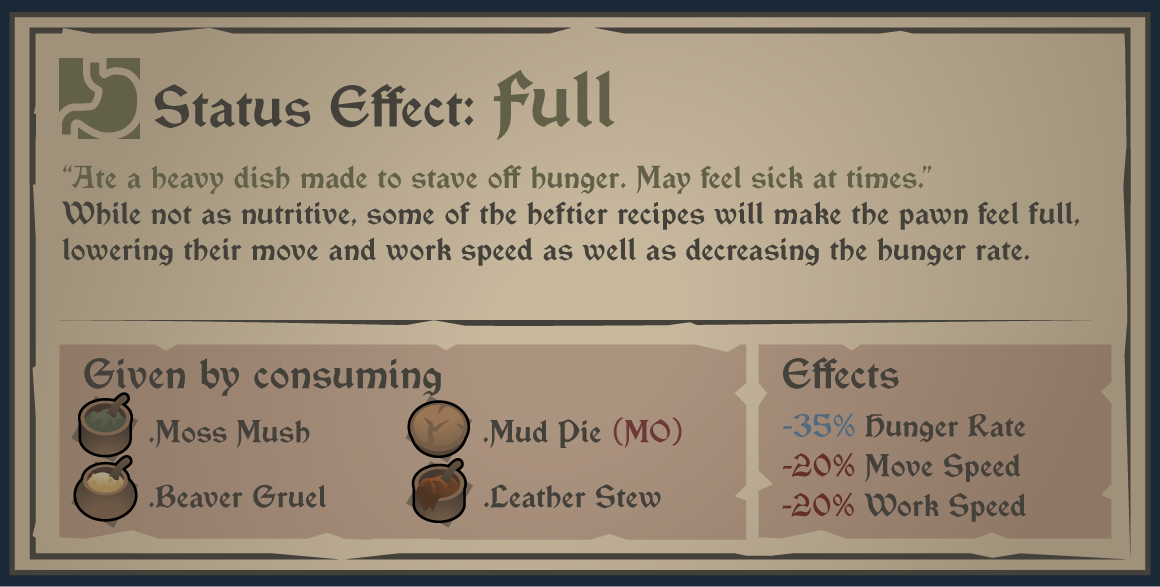 Status Effect: Full
“Ate a heavy dish made to stave off hunger. May feel sick at times.”
While not as nutritive, some of the heftier recipes will make the pawn feel full,
lowering their move and work speed as well as decreasing the hunger rate.
Given by consuming
.Moss Mush
.Mud Pie (MO)
.Beaver Gruel
.Leather Stew
Effects
-35% Hunger Rate
-20% Move Speed
-20% Work Speed